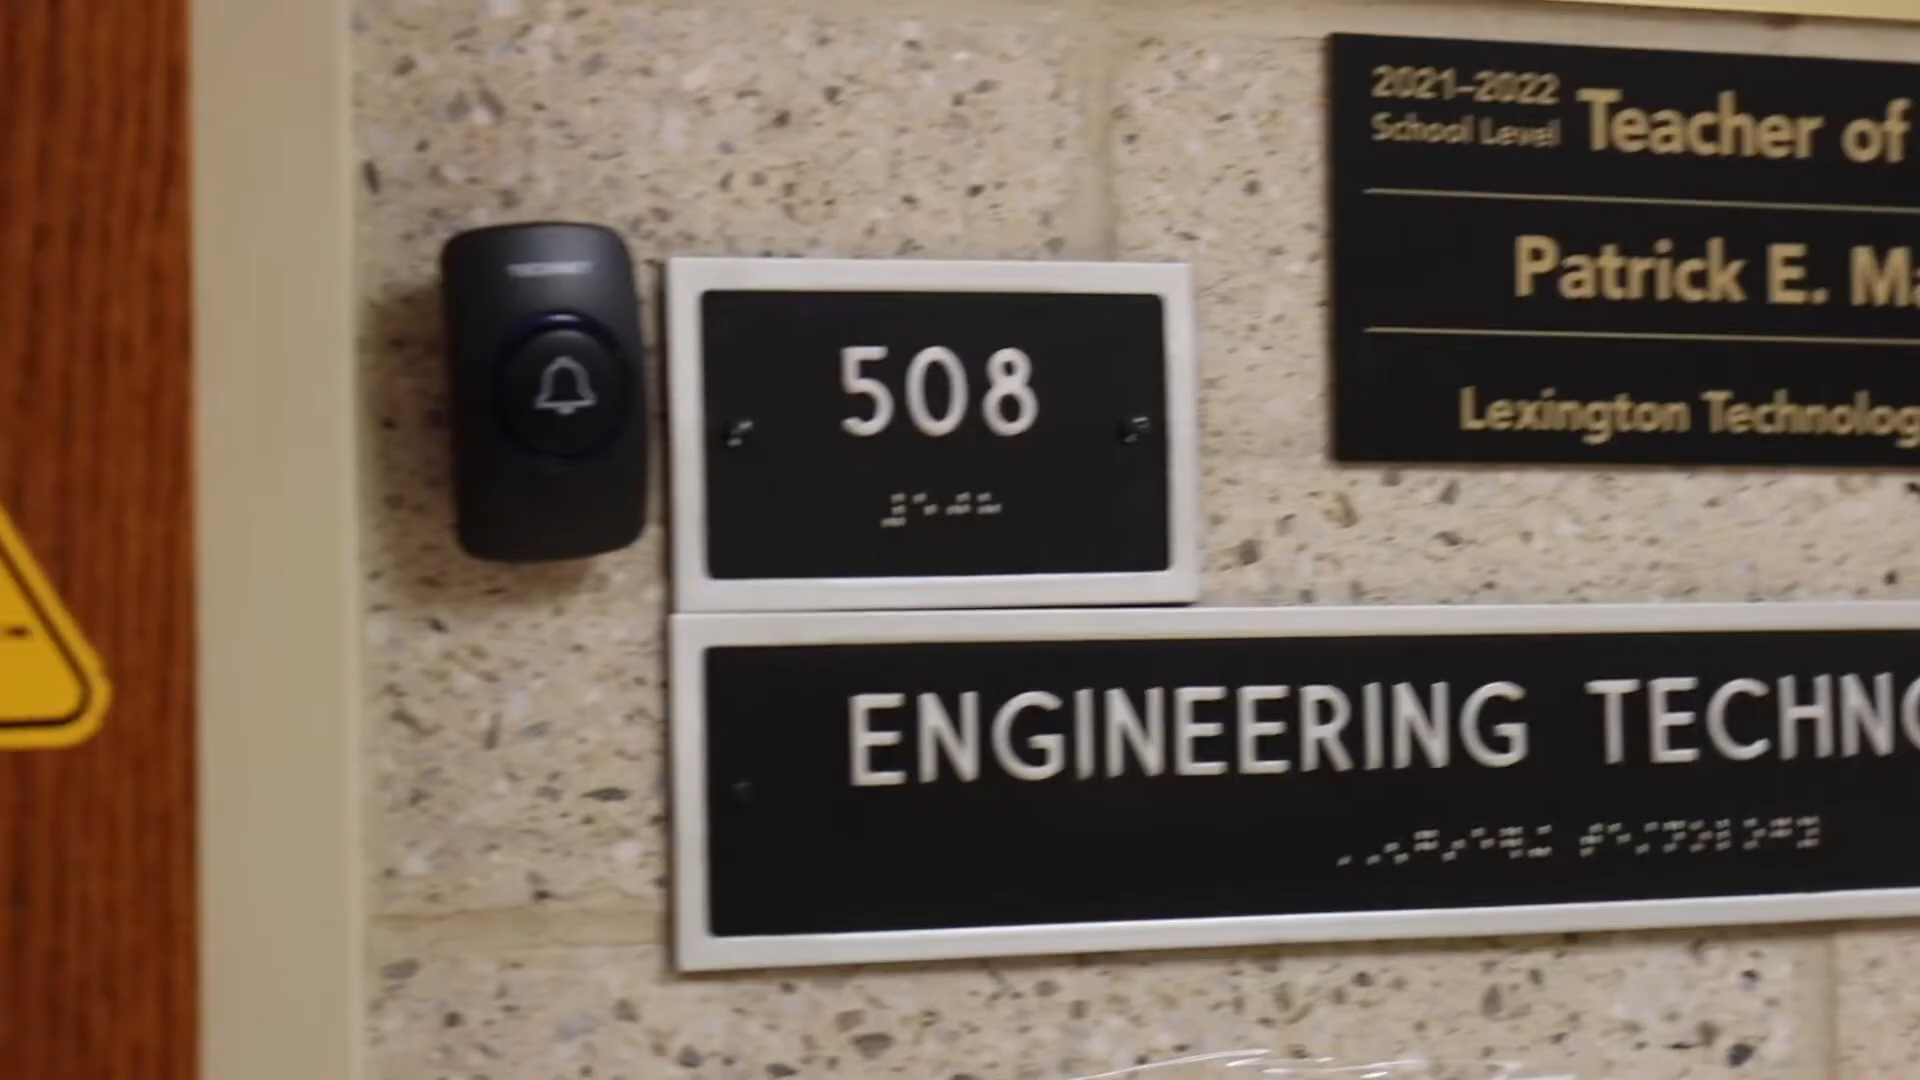 2021-2022
School Level
Teacher of
Patrick E. Ma
Lexington Technolog
508
ENGINEERING TECHNO